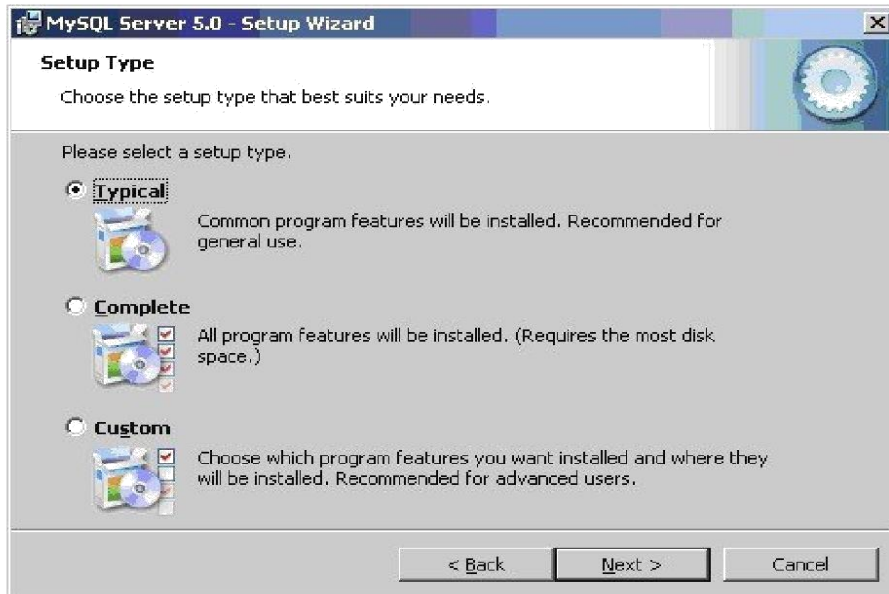 MySQL Server 5.0 - Setup Wizard
Setup Type
Choose the setup type that best suits your needs.
Please select a setup type.
Typical
Common program features will be installed. Recommended for
general use.
Complete
All program features will be installed. (Requires the most disk
space.)
Custom
Choose which program features you want installed and where they
will be installed. Recommended for advanced users.
< Back
Next >
Cancel